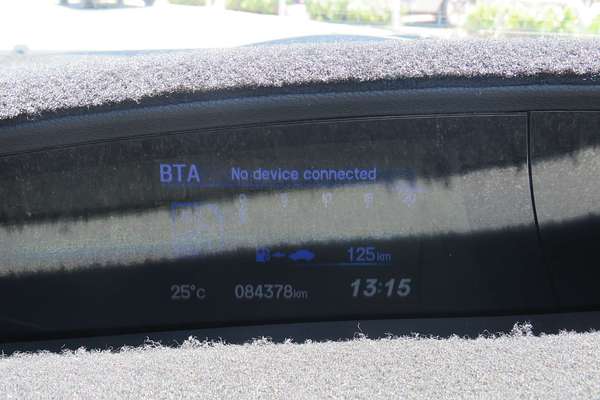 BTA No device connected
125km
25°C 084378km 13:15